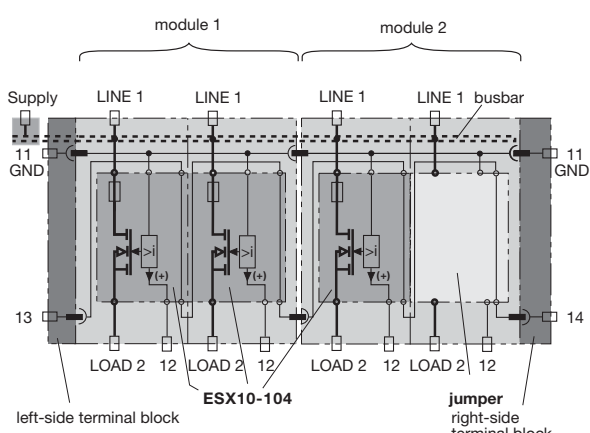 module 1
module 2
Supply
LINE 1
LINE 1
LINE 1
LINE 1
busbar
11
GND
11
GND
>i
>i
>i
(+)
(+)
(+)
13
14
LOAD 2
12
LOAD 2
12
LOAD 2
12
LOAD 2
12
ESX10-104
jumper
left-side terminal block
right-side
terminal block